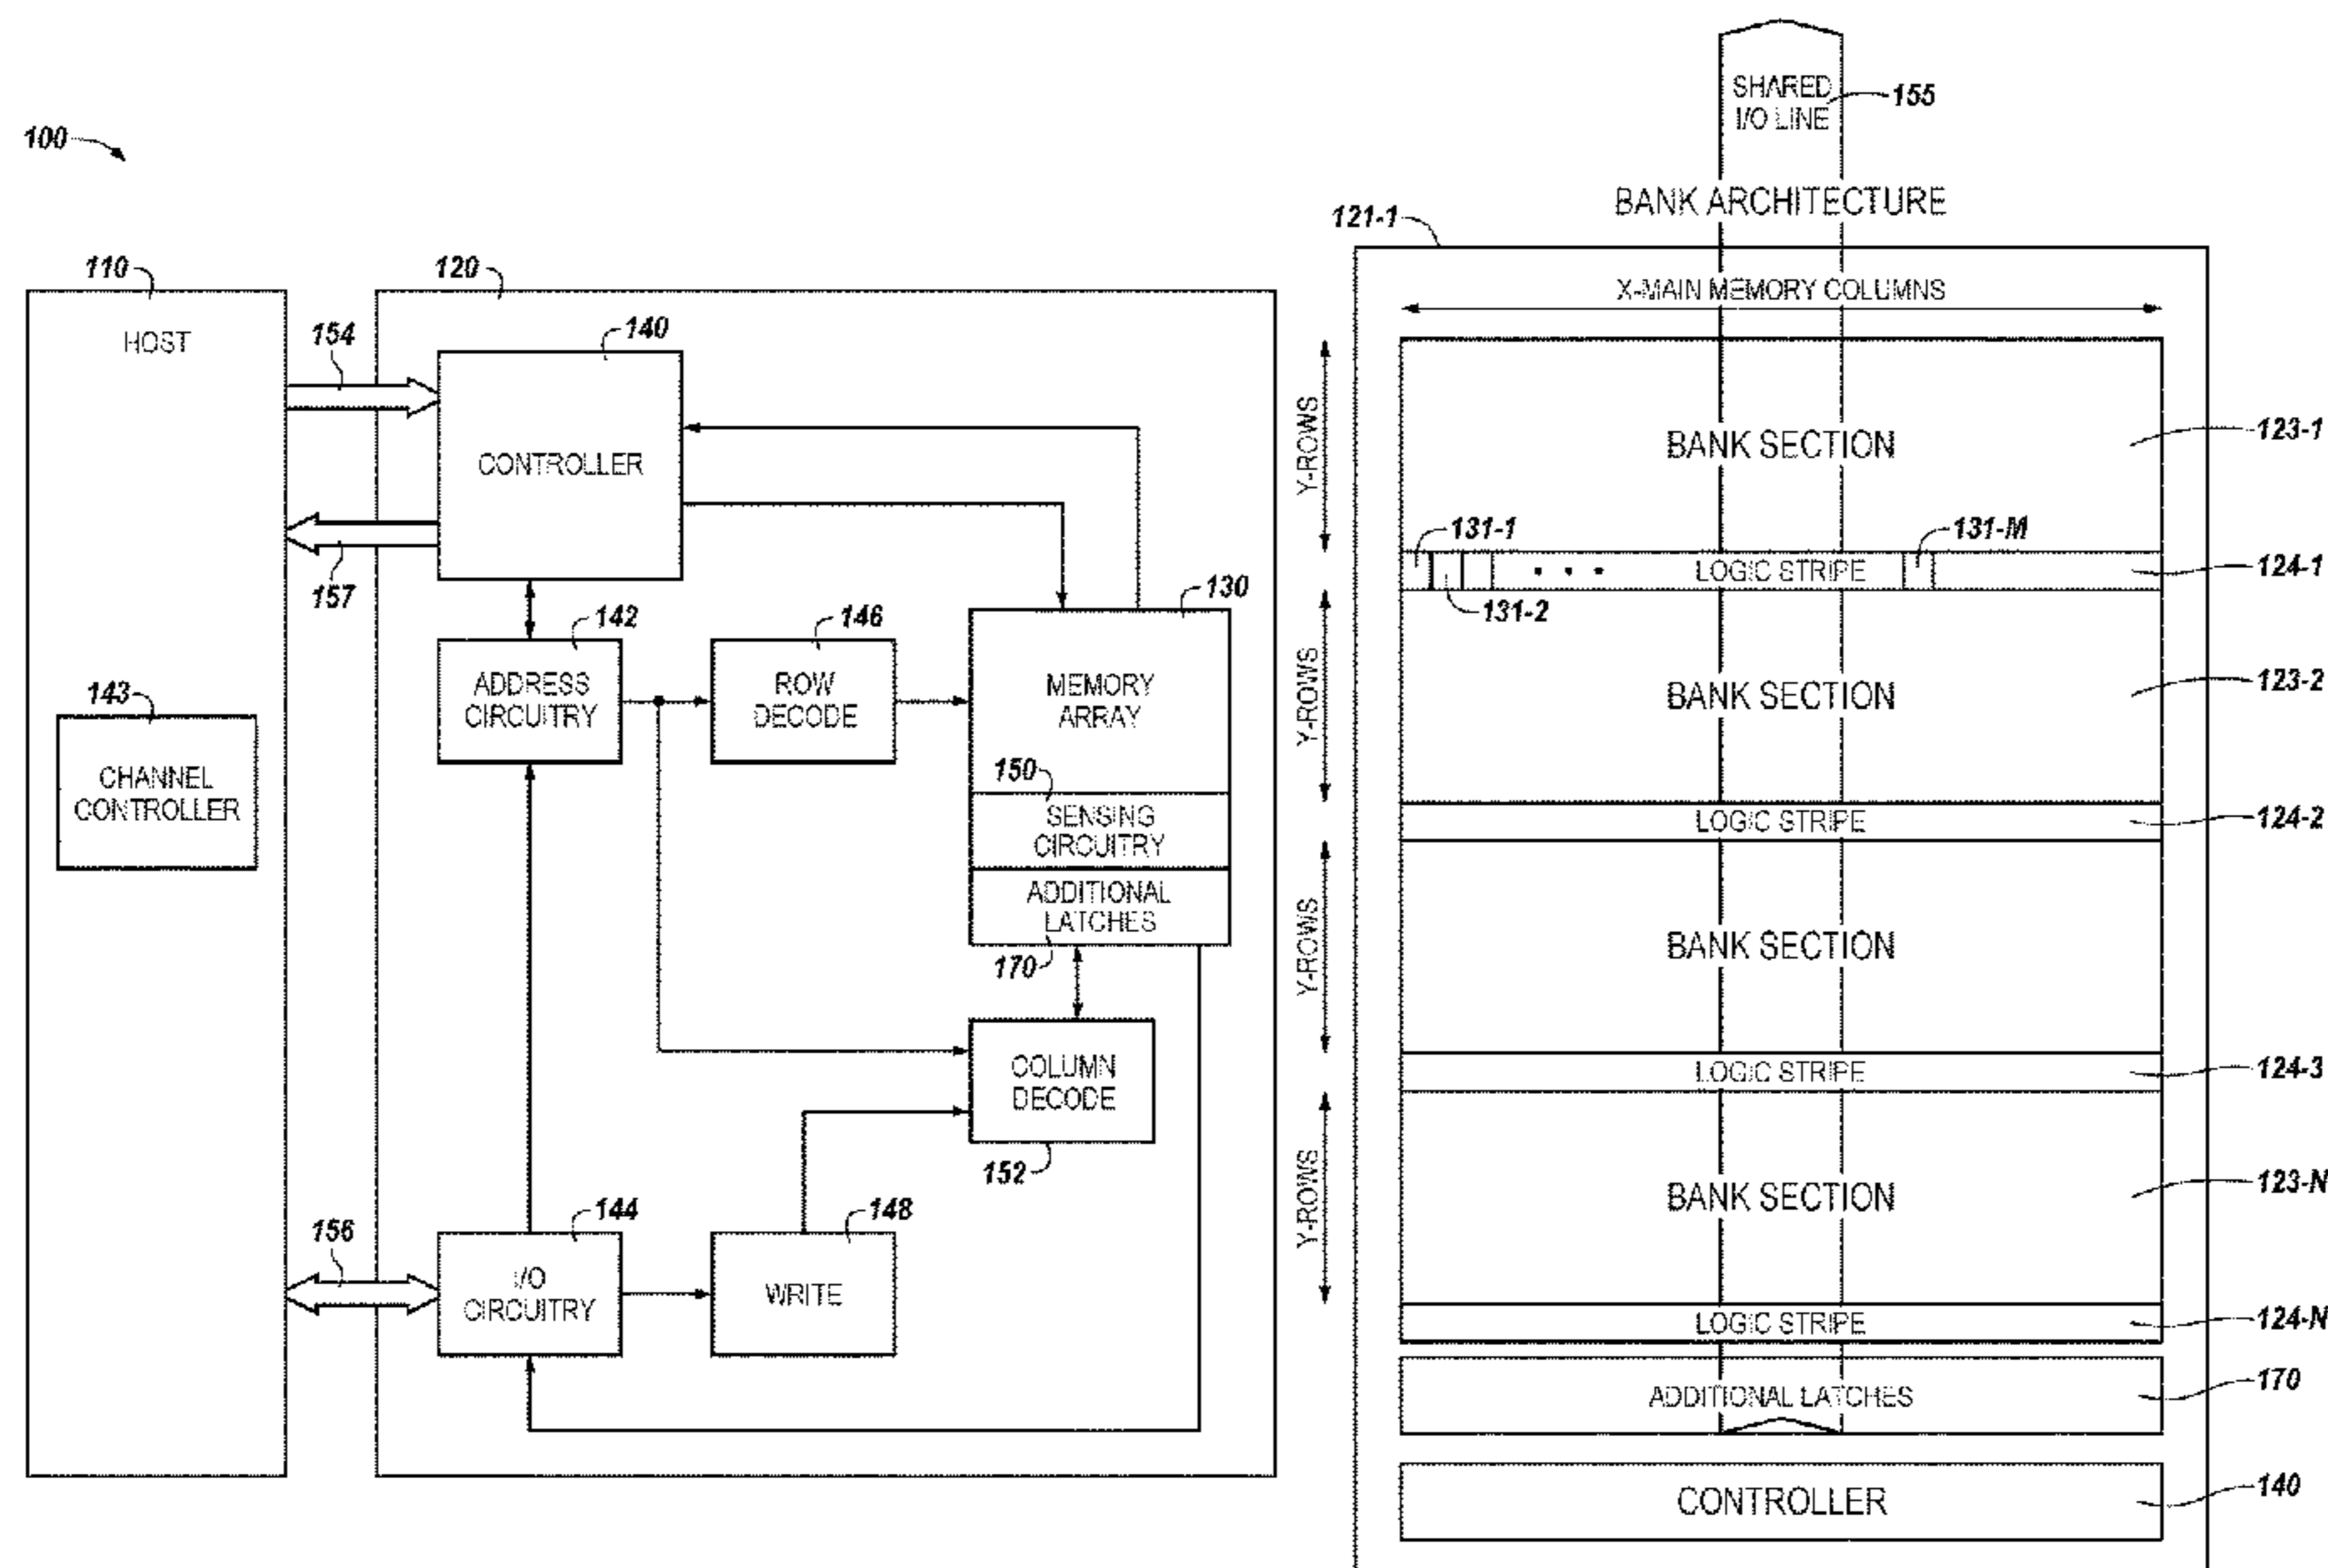 100
110
HOST
143
CHANNEL
CONTROLLER
154
157
156
120
140
CONTROLLER
142
ADDRESS
CIRCUITRY
146
ROW
DECODE
130
MEMORY
ARRAY
150
SENSING
CIRCUITRY
ADDITIONAL
LATCHES
170
COLUMN
DECODE
152
144
I/O
CIRCUITRY
148
WRITE
SHARED
I/O LINE
155
BANK ARCHITECTURE
121-1
X-MAIN MEMORY COLUMNS
Y-ROWS
BANK SECTION
123-1
131-1
131-M
LOGIC STRIPE
124-1
131-2
Y-ROWS
BANK SECTION
123-2
LOGIC STRIPE
124-2
Y-ROWS
BANK SECTION
LOGIC STRIPE
124-3
Y-ROWS
BANK SECTION
123-N
LOGIC STRIPE
124-N
ADDITIONAL LATCHES
170
CONTROLLER
140